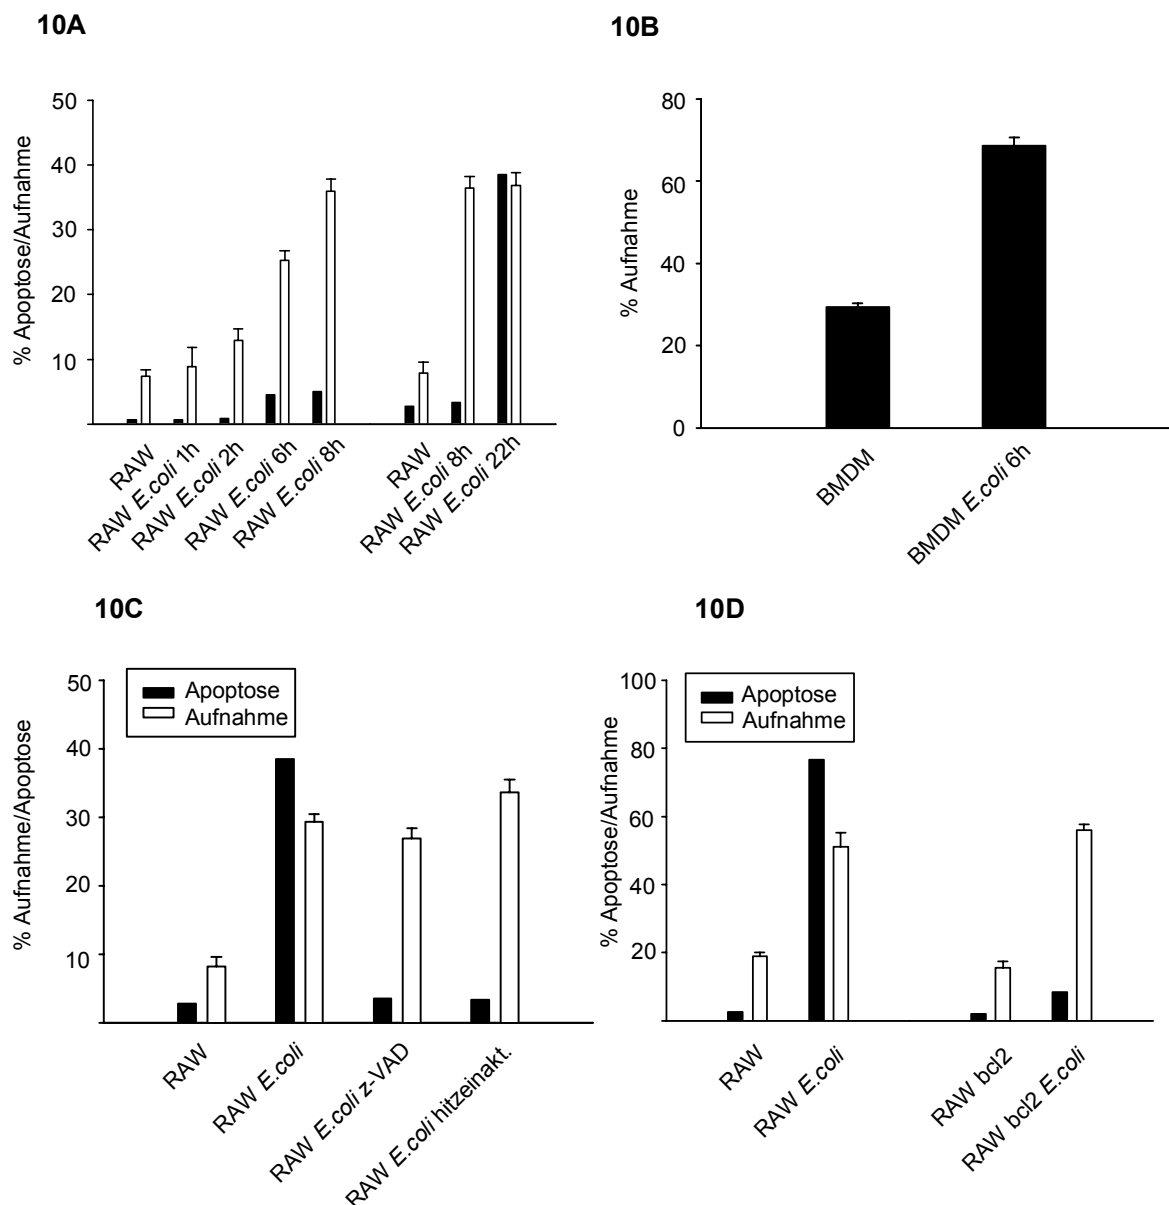 10A
% Apoptose/Aufnahme
50
40
30
20
10
RAW
RAW E.coli 1h
RAW E.coli 2h
RAW E.coli 6h
RAW E.coli 8h
RAW
RAW E.coli 8h
RAW E.coli 22h
10B
% Aufnahme
80
60
40
20
0
BMDM
BMDM E.coli 6h
10C
% Aufnahme/Apoptose
50
40
30
20
10
Apoptose
Aufnahme
RAW
RAW E.coli
RAW E.coli z-VAD
RAW E.coli hitzeinakt.
10D
% Apoptose/Aufnahme
100
80
60
40
20
Apoptose
Aufnahme
RAW
RAW E.coli
RAW bcl2
RAW bcl2 E.coli